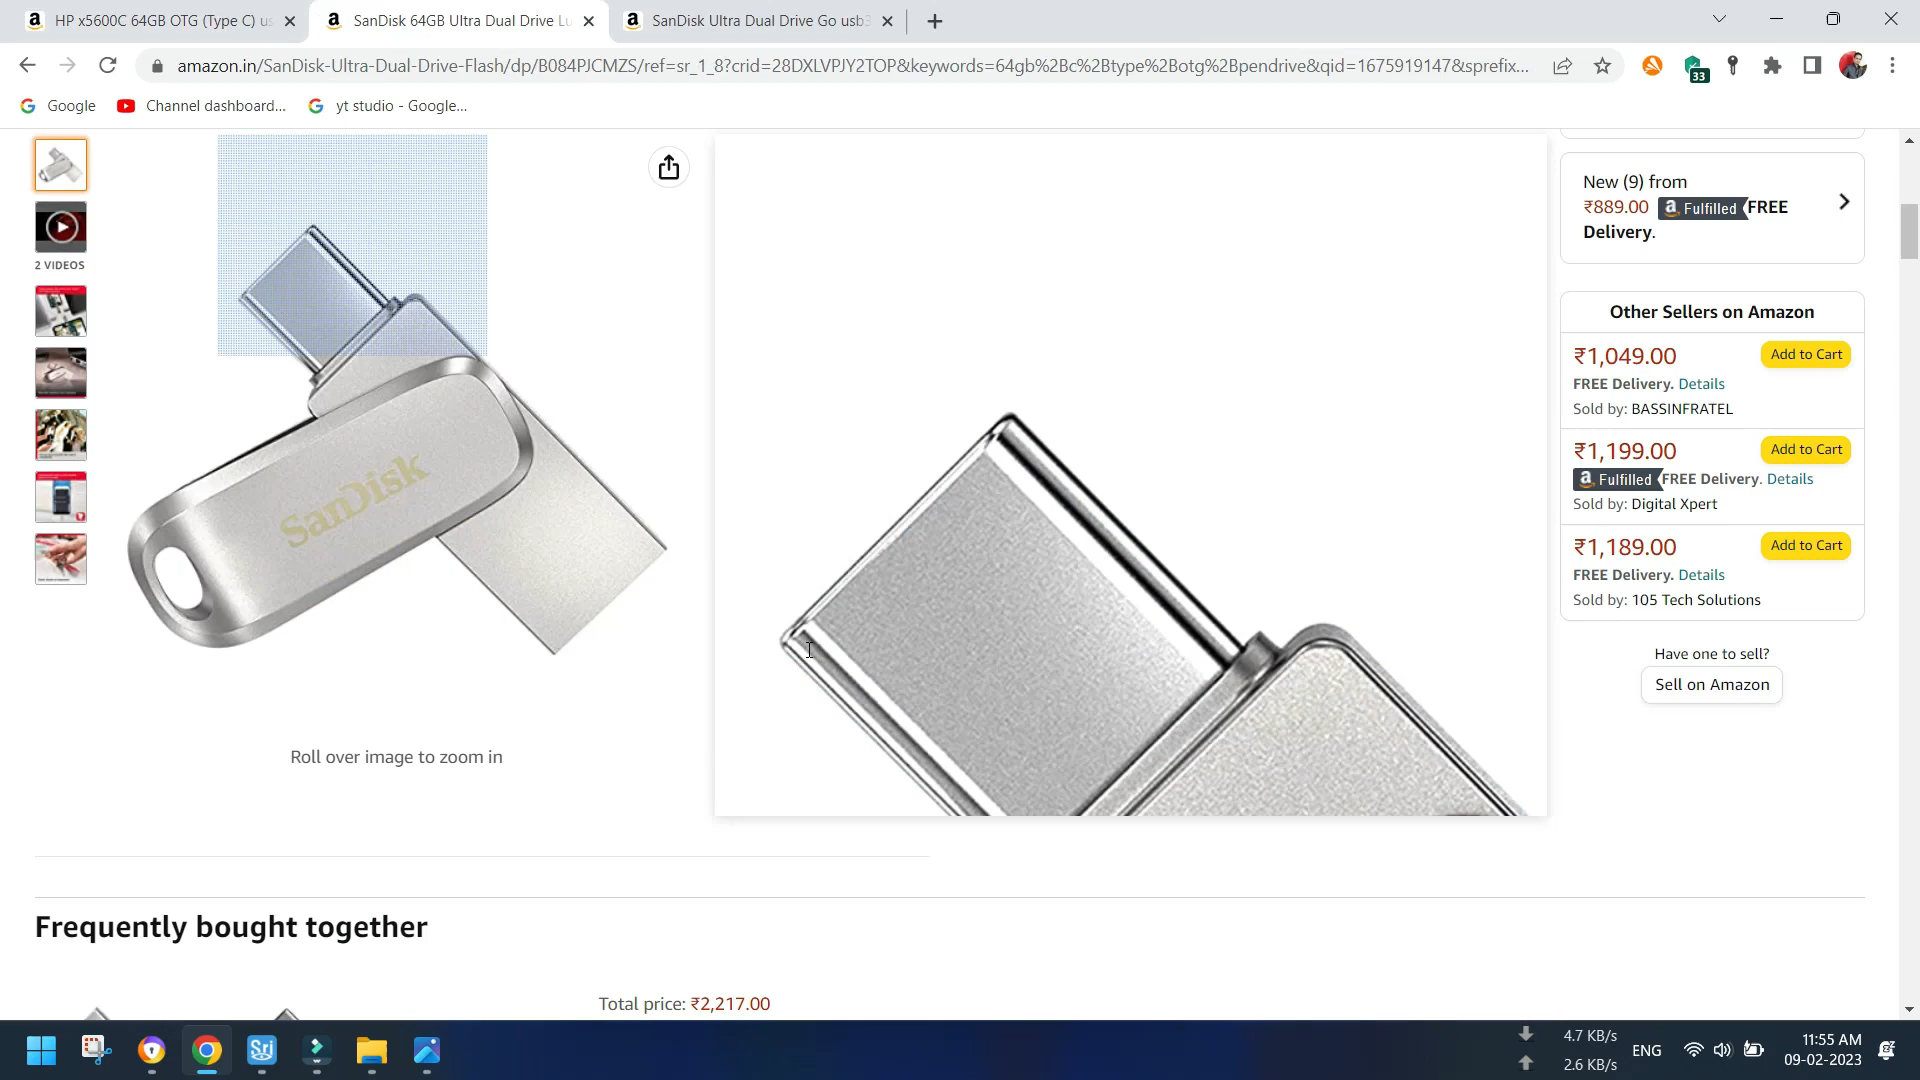 HP x5600C 64GB OTG (Type C) us
SanDisk 64GB Ultra Dual Drive Lu
SanDisk Ultra Dual Drive Go usb3
amazon.in/SanDisk-Ultra-Dual-Drive-Flash/dp/B084PJCMZS/ref=sr_1_8?crid=28DXLVPJY2TOP&keywords=64gb%2Bc%2Btype%2Botg%2Bpendrive&qid=1675919147&sprefix...
33
Google
Channel dashboard...
yt studio - Google...
2 VIDEOS
SanDisk
Roll over image to zoom in
New (9) from
₹889.00 a Fulfilled FREE
Delivery.
Other Sellers on Amazon
₹1,049.00 Add to Cart
FREE Delivery. Details
Sold by: BASSINFRATEL
₹1,199.00 Add to Cart
a Fulfilled FREE Delivery. Details
Sold by: Digital Xpert
₹1,189.00 Add to Cart
FREE Delivery. Details
Sold by: 105 Tech Solutions
Have one to sell?
Sell on Amazon
Frequently bought together
Total price: ₹2,217.00
Sri
4.7 KB/s
2.6 KB/s
ENG
11:55 AM
09-02-2023